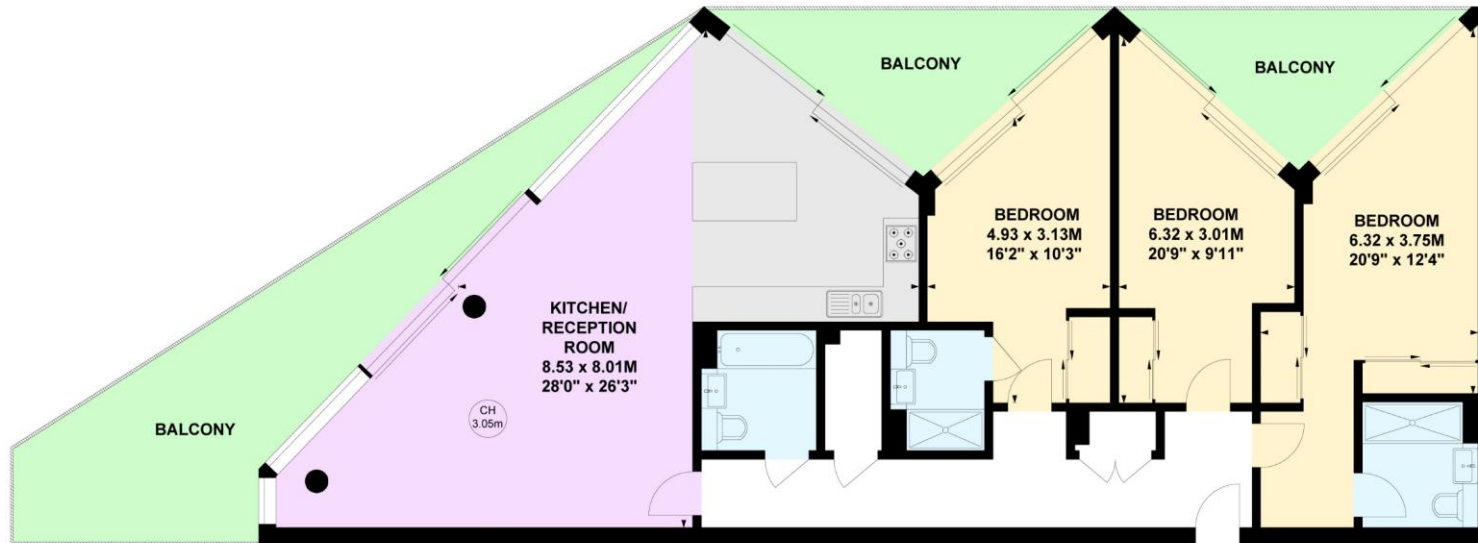 BALCONY
BALCONY
BEDROOM
4.93 x 3.13M
16'2" x 10'3"
BEDROOM
6.32 x 3.01M
20'9" x 9'11"
BEDROOM
6.32 x 3.75M
20'9" x 12'4"
KITCHEN/
RECEPTION
ROOM
8.53 x 8.01M
28'0" x 26'3"
CH
3.05m
BALCONY